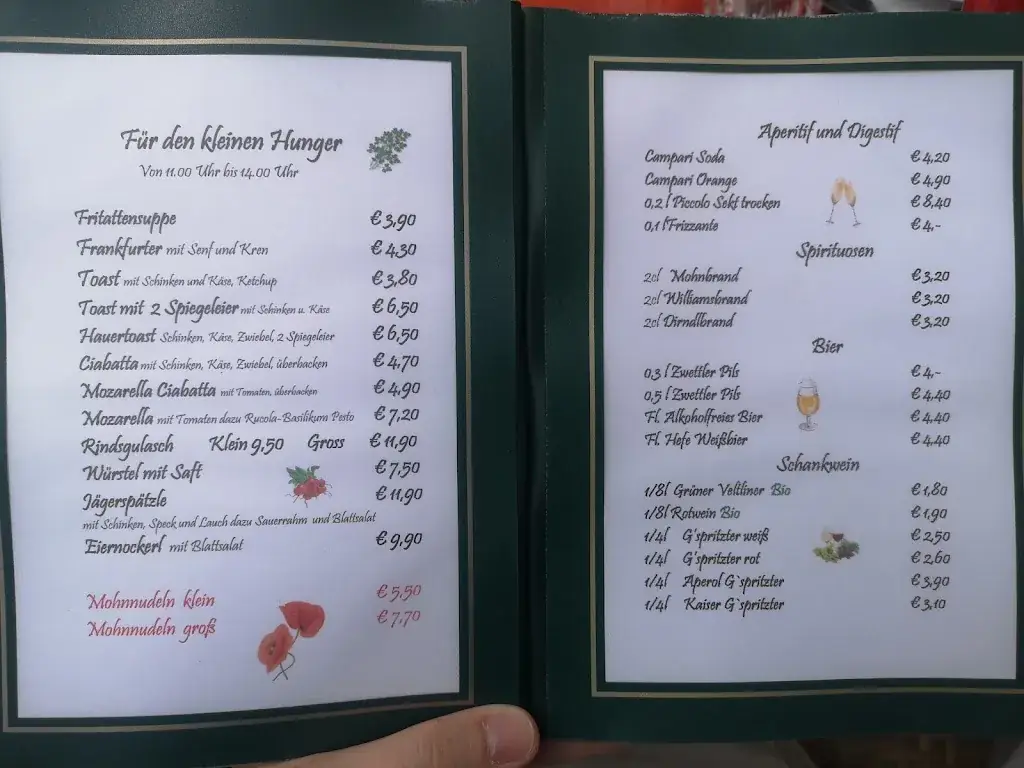 Für den kleinen Hunger
Von 11.00 Uhr bis 14.00 Uhr
Fritattensuppe € 3,90
Frankfurter mit Senf und Kren € 4,30
Toast mit Schinken und Käse, Ketchup € 3,80
Toast mit 2 Spiegeleier mit Schinken u. Käse € 6,50
Hauertoast Schinken, Käse, Zwiebel, 2 Spiegeleier € 6,50
Ciabatta mit Schinken, Käse, Zwiebel, überbacken € 4,70
Mozarella Ciabatta mit Tomaten, überbacken € 4,90
Mozarella mit Tomaten dazu Rucola-Basilikum Pesto € 7,20
Rindsgulasch Klein 9,50 Gross € 11,90
Würstel mit Saft € 7,50
Jägerspätzle € 11,90
mit Schinken, Speck und Lauch dazu Sauerrahm und Blattsalat
Eiernockerl mit Blattsalat € 9,90
Mohnnudeln klein € 5,50
Mohnnudeln groß € 7,70
Aperitif und Digestif
Campari Soda € 4,20
Campari Orange € 4,90
0,2 l Piccolo Sekt trocken € 8,40
0,1 l Frizzante € 4,-
Spirituosen
2cl Mohnbrand € 3,20
2cl Williamsbrand € 3,20
2cl Dirndlbrand € 3,20
Bier
0,3 l Zwettler Pils € 4,-
0,5 l Zwettler Pils € 4,40
Fl. Alkoholfreies Bier € 4,40
Fl. Hefe Weißbier € 4,40
Schankwein
1/8l Grüner Veltliner Bio € 1,80
1/8l Rotwein Bio € 1,90
1/4l G'spritzter weiß € 2,50
1/4l G'spritzter rot € 2,60
1/4l Aperol G`spritzter € 3,90
1/4l Kaiser G`spritzter € 3,10